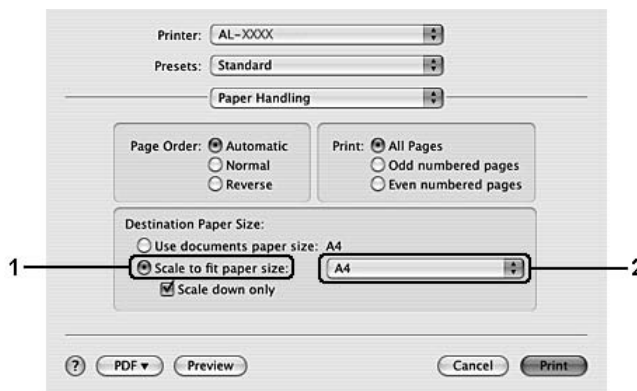 Printer: AL-XXXX
Presets: Standard
Paper Handling
Page Order: Automatic
Normal
Reverse
Print: All Pages
Odd numbered pages
Even numbered pages
Destination Paper Size:
Use documents paper size: A4
1 Scale to fit paper size: A4 2
Scale down only
? PDF Preview Cancel Print